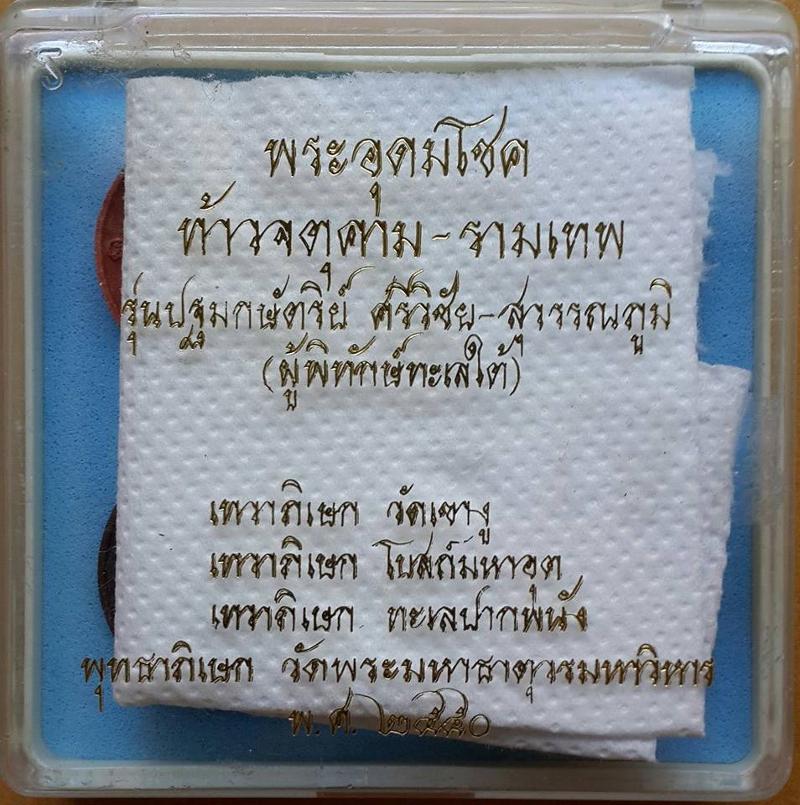 พระอุดมโชค
ท้าวจตุคาม-รามเทพ
รุ่นปฐมกษัตริย์ ศรีวิชัย-สุวรรณภูมิ
(ผู้พิทักษ์ทะเลใต้)
เทวาภิเษก วัดเขางู
เทวาภิเษก โบสถ์มหาอุต
เทวาภิเษก ทะเลปากพนัง
พุทธาภิเษก วัดพระมหาธาตุวรมหาวิหาร
พ.ศ. ๒๕๕๐